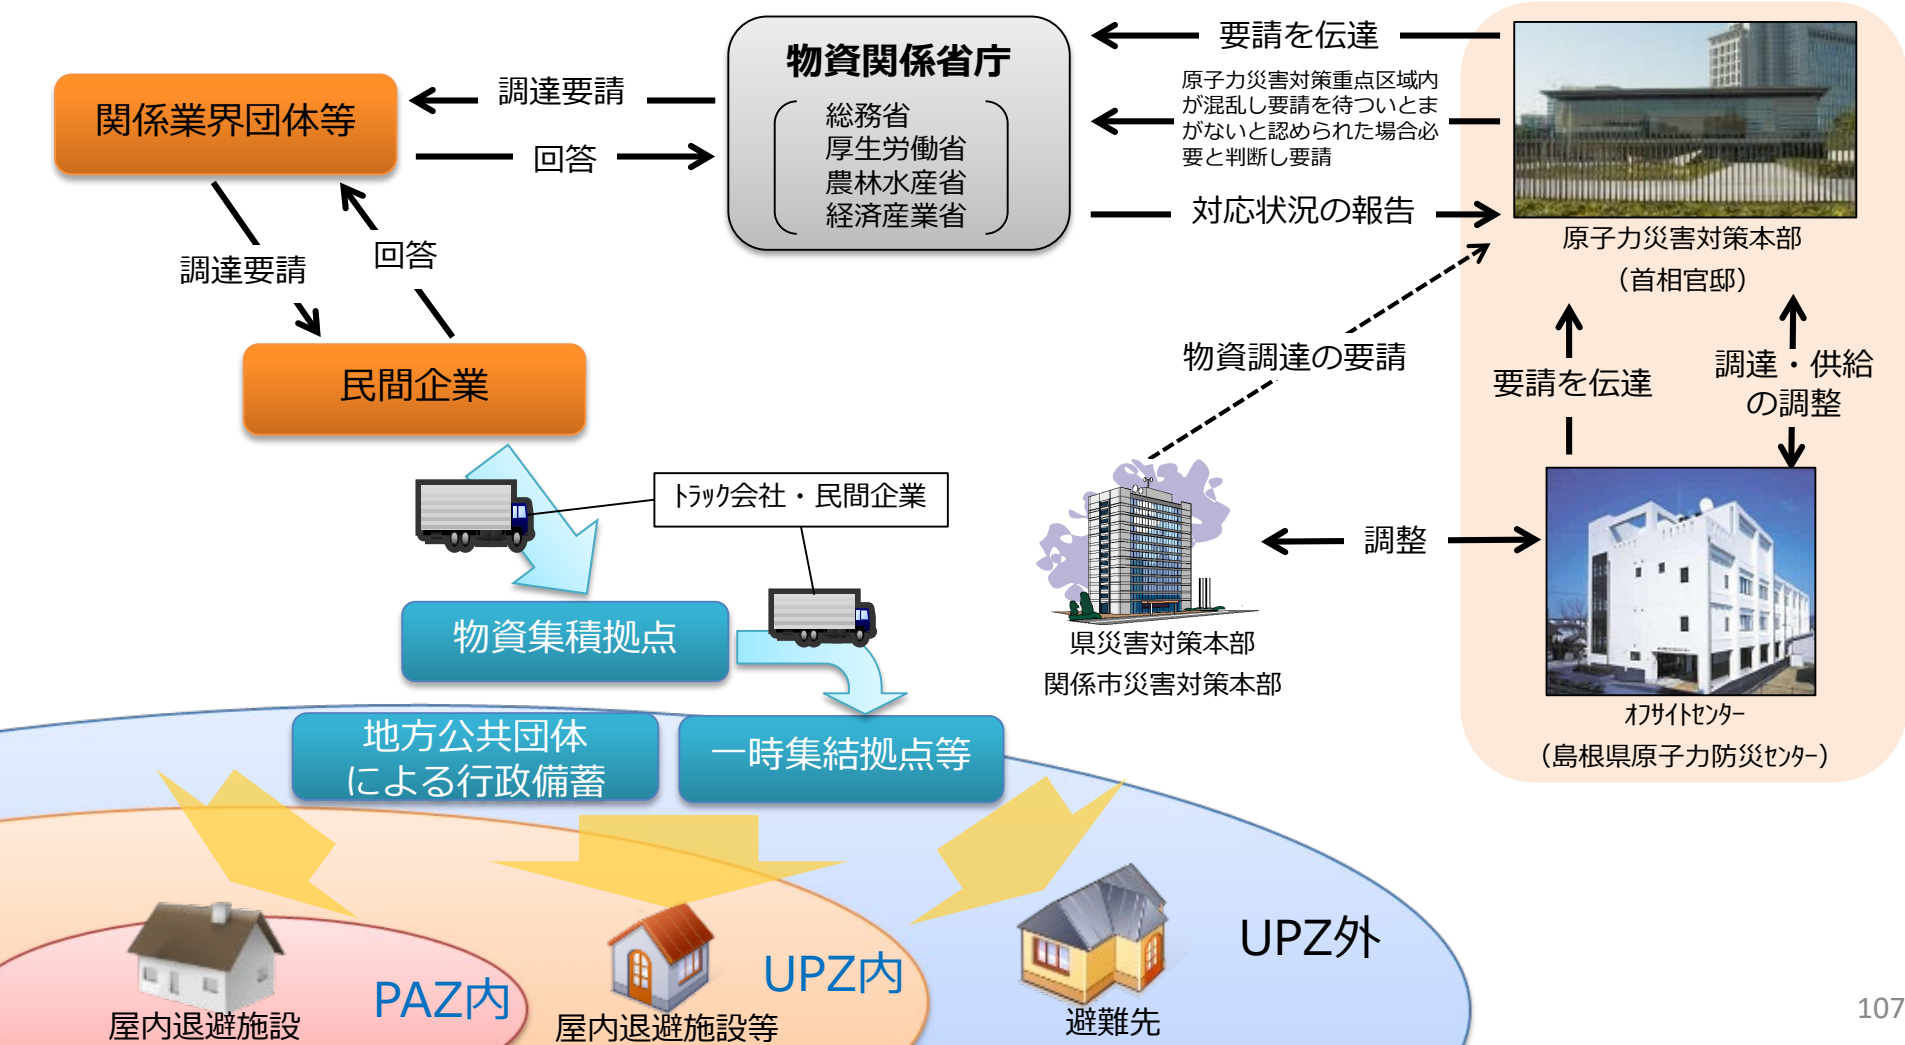 物資関係省庁
総務省
厚生労働省
農林水産省
経済産業省
要請を伝達
原子力災害対策重点区域内
が混乱し要請を待ついとま
がないと認められた場合必
要と判断し要請
対応状況の報告
調達要請
回答
関係業界団体等
調達要請
回答
民間企業
原子力災害対策本部
（首相官邸）
物資調達の要請
要請を伝達
調達・供給
の調整
ﾄﾗｯｸ会社・民間企業
調整
県災害対策本部
関係市災害対策本部
ｵﾌｻｲﾄｾﾝﾀｰ
（島根県原子力防災ｾﾝﾀｰ）
物資集積拠点
地方公共団体
による行政備蓄
一時集結拠点等
UPZ外
UPZ内
PAZ内
屋内退避施設
屋内退避施設等
避難先
107